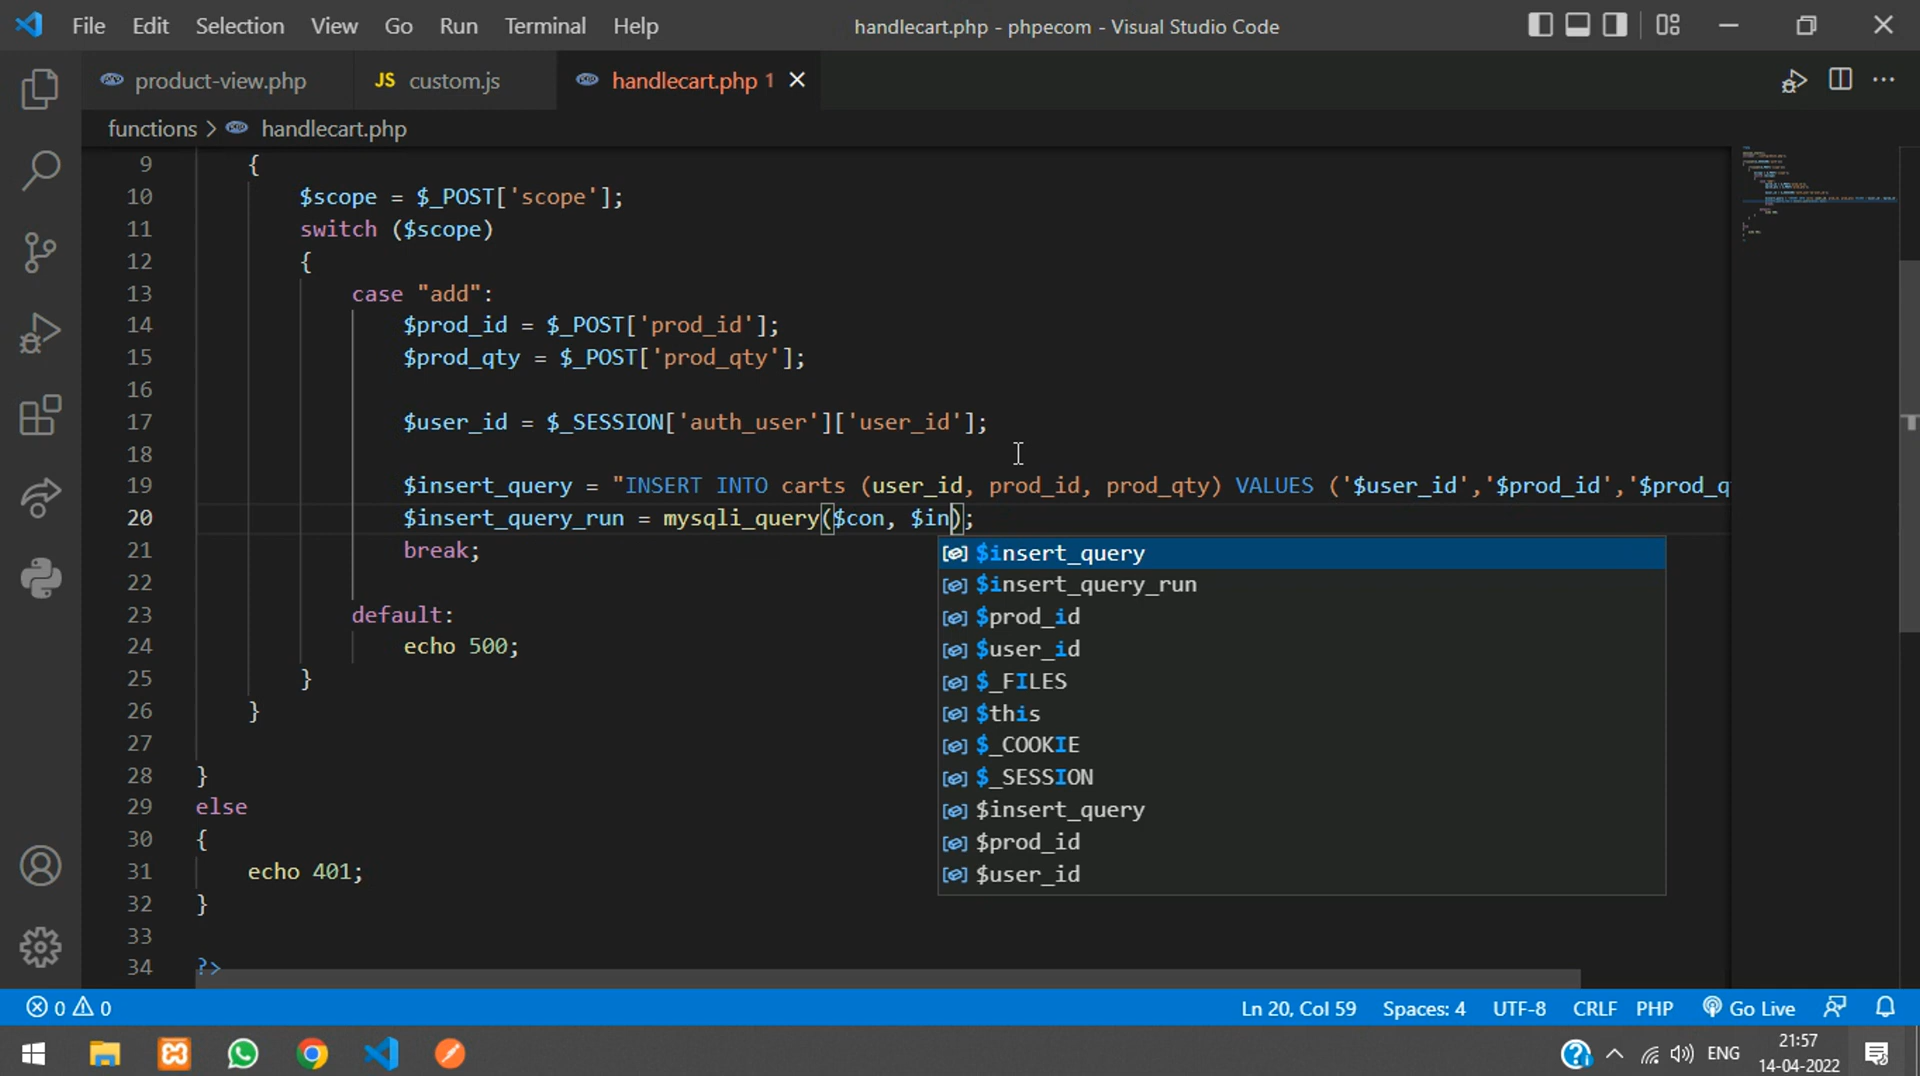 File Edit Selection View Go Run Terminal Help handlecart.php - phpecom - Visual Studio Code
product-view.php JS custom.js handlecart.php 1
functions > handlecart.php
9 {
10 $scope = $_POST['scope'];
11 switch ($scope)
12 {
13 case "add":
14 $prod_id = $_POST['prod_id'];
15 $prod_qty = $_POST['prod_qty'];
16
17 $user_id = $_SESSION['auth_user']['user_id'];
18
19 $insert_query = "INSERT INTO carts (user_id, prod_id, prod_qty) VALUES ('$user_id','$prod_id','$prod_q
20 $insert_query_run = mysqli_query($con, $in);
21 break;
$insert_query
22
$insert_query_run
23 default:
$prod_id
24 echo 500;
$user_id
25 }
$_FILES
26 }
$this
27
$_COOKIE
28 }
$_SESSION
29 else
$insert_query
30 {
$prod_id
31 echo 401;
$user_id
32 }
33
34 ?>
0 0 Ln 20, Col 59 Spaces: 4 UTF-8 CRLF PHP Go Live
ENG 21:57
14-04-2022